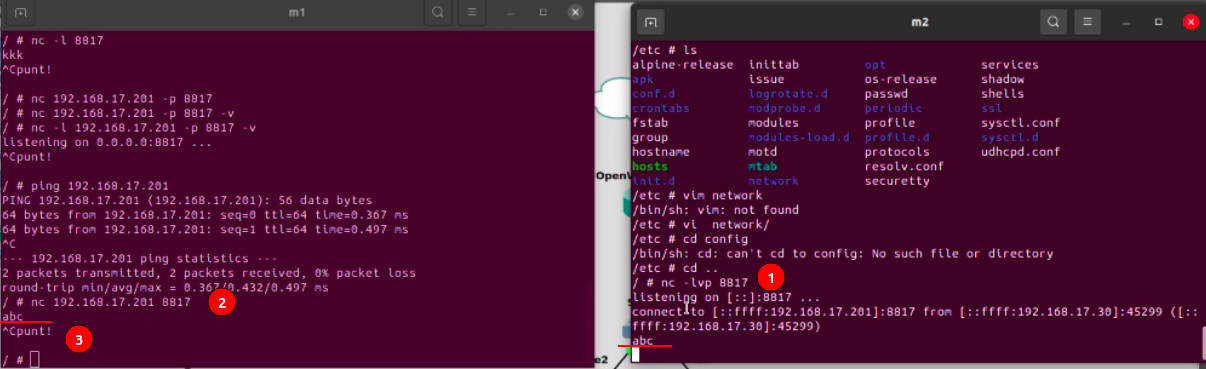 m1
/ # nc -l 8817
kkk
^Cpunt!
/ # nc 192.168.17.201 -p 8817
/ # nc 192.168.17.201 -p 8817 -v
/ # nc -l 192.168.17.201 -p 8817 -v
listening on 0.0.0.0:8817 ...
^Cpunt!
/ # ping 192.168.17.201
PING 192.168.17.201 (192.168.17.201): 56 data bytes
64 bytes from 192.168.17.201: seq=0 ttl=64 time=0.367 ms
64 bytes from 192.168.17.201: seq=1 ttl=64 time=0.497 ms
^C
--- 192.168.17.201 ping statistics ---
2 packets transmitted, 2 packets received, 0% packet loss
round-trip min/avg/max = 0.367/0.432/0.497 ms
/ # nc 192.168.17.201 8817 2
abc
^Cpunt! 3
/ #
OpenW
e2
m2
/etc # ls
alpine-release inittab opt services
apk issue os-release shadow
conf.d logrotate.d passwd shells
crontabs modprobe.d periodic ssl
fstab modules profile sysctl.conf
group modules-load.d profile.d sysctl.d
hostname motd protocols udhcpd.conf
hosts mtab resolv.conf
init.d network securetty
/etc # vim network
/bin/sh: vim: not found
/etc # vi  network/
/etc # cd config
/bin/sh: cd: can't cd to config: No such file or directory
/etc # cd ..
/ # nc -lvp 8817 1
listening on [::]:8817 ...
connect to [::ffff:192.168.17.201]:8817 from [::ffff:192.168.17.30]:45299 ([::
ffff:192.168.17.30]:45299)
abc